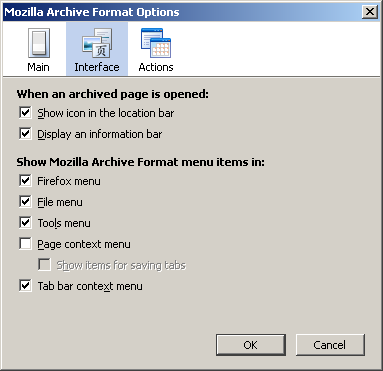 Mozilla Archive Format Options
Main Interface Actions
When an archived page is opened:
Show icon in the location bar
Display an information bar
Show Mozilla Archive Format menu items in:
Firefox menu
File menu
Tools menu
Page context menu
Show items for saving tabs
Tab bar context menu
OK Cancel